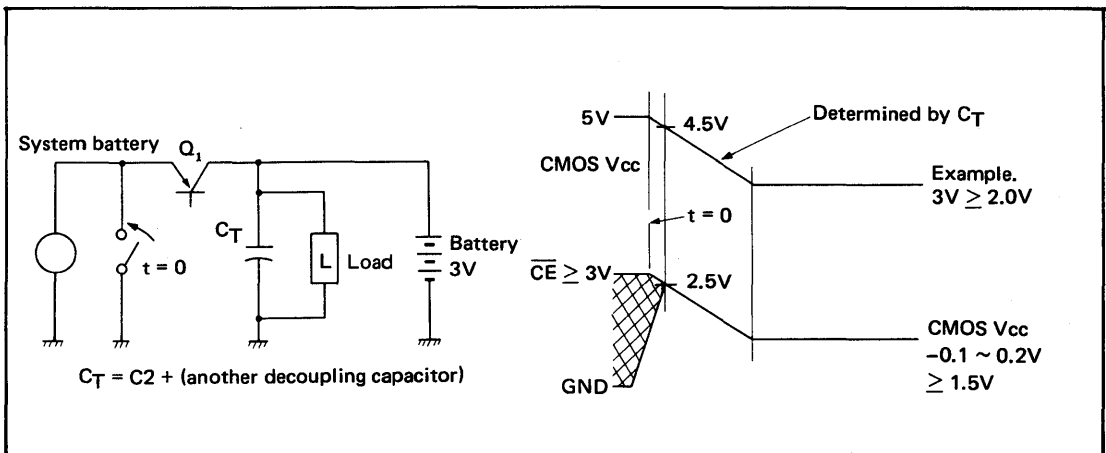 System battery
Q1
t = 0
CT
L
Load
Battery
3V
CT = C2 + (another decoupling capacitor)
5V
4.5V
Determined by CT
CMOS Vcc
Example.
3V ≥ 2.0V
t = 0
CE ≥ 3V
2.5V
CMOS Vcc
–0.1 ~ 0.2V
≥ 1.5V
GND